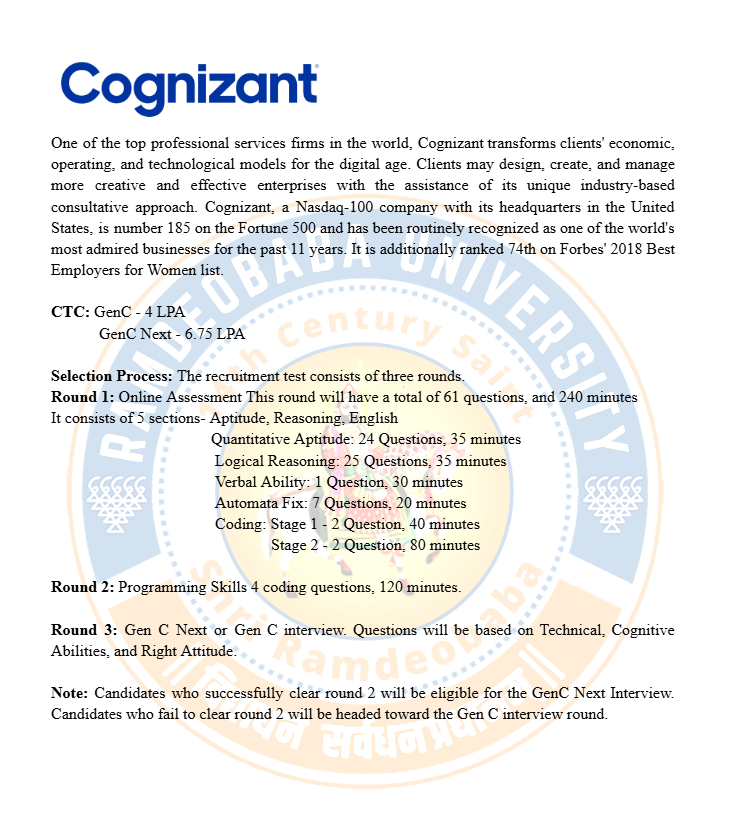 Cognizant
One of the top professional services firms in the world, Cognizant transforms clients' economic,
operating, and technological models for the digital age. Clients may design, create, and manage
more creative and effective enterprises with the assistance of its unique industry-based
consultative approach. Cognizant, a Nasdaq-100 company with its headquarters in the United
States, is number 185 on the Fortune 500 and has been routinely recognized as one of the world's
most admired businesses for the past 11 years. It is additionally ranked 74th on Forbes' 2018 Best
Employers for Women list.
CTC: GenC - 4 LPA
GenC Next - 6.75 LPA
Selection Process: The recruitment test consists of three rounds.
Round 1: Online Assessment This round will have a total of 61 questions, and 240 minutes
It consists of 5 sections- Aptitude, Reasoning, English
Quantitative Aptitude: 24 Questions, 35 minutes
Logical Reasoning: 25 Questions, 35 minutes
Verbal Ability: 1 Question, 30 minutes
Automata Fix: 7 Questions, 20 minutes
Coding: Stage 1 - 2 Question, 40 minutes
Stage 2 - 2 Question, 80 minutes
Round 2: Programming Skills 4 coding questions, 120 minutes.
Round 3: Gen C Next or Gen C interview. Questions will be based on Technical, Cognitive
Abilities, and Right Attitude.
Note: Candidates who successfully clear round 2 will be eligible for the GenC Next Interview.
Candidates who fail to clear round 2 will be headed toward the Gen C interview round.
RAMDEOBABA UNIVERSITY
Century Saint
Shri Ramdeobaba